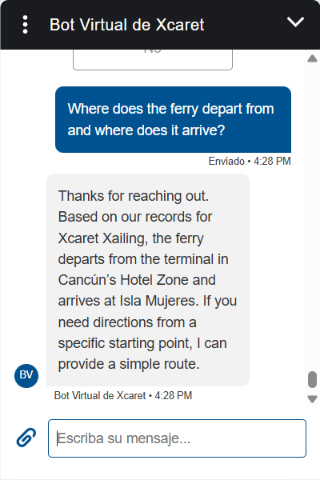 Bot Virtual de Xcaret
No
Where does the ferry depart from
and where does it arrive?
Enviado • 4:28 PM
Thanks for reaching out.
Based on our records for
Xcaret Xailing, the ferry
departs from the terminal in
Cancún's Hotel Zone and
arrives at Isla Mujeres. If you
need directions from a
specific starting point, I can
provide a simple route.
BV
Bot Virtual de Xcaret • 4:28 PM
Escriba su mensaje...